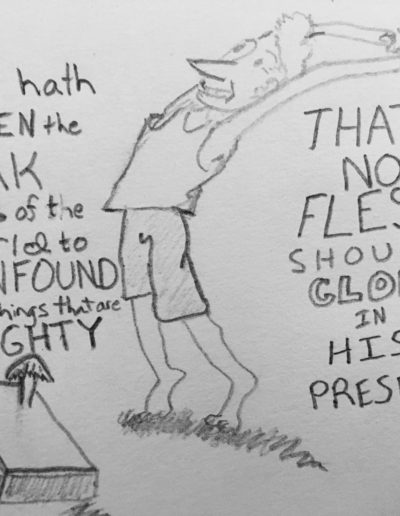 hath
EN the
AK
s of the
rld to
NFOUND
hings that are
GHTY
THAT
NO
FLES
SHOU
GLO
IN
HIS
PRES